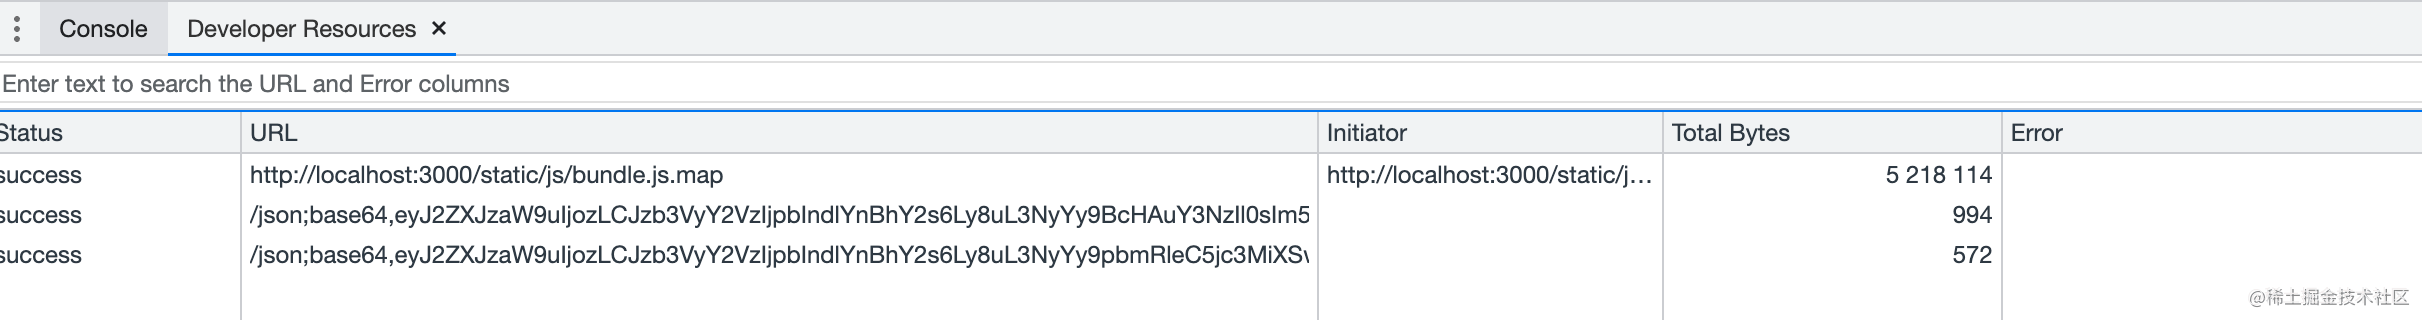 Console Developer Resources ×
Enter text to search the URL and Error columns
Status URL Initiator Total Bytes Error
success http://localhost:3000/static/js/bundle.js.map http://localhost:3000/static/j… 5 218 114
success /json;base64,eyJ2ZXJzaW9uIjozLCJzb3VyY2VzIjpbIndlYnBhY2s6Ly8uL3NyYy9BcHAuY3NzIl0sIm5 994
success /json;base64,eyJ2ZXJzaW9uIjozLCJzb3VyY2VzIjpbIndlYnBhY2s6Ly8uL3NyYy9pbmRleC5jc3MiXSw 572
@稀土掘金技术社区